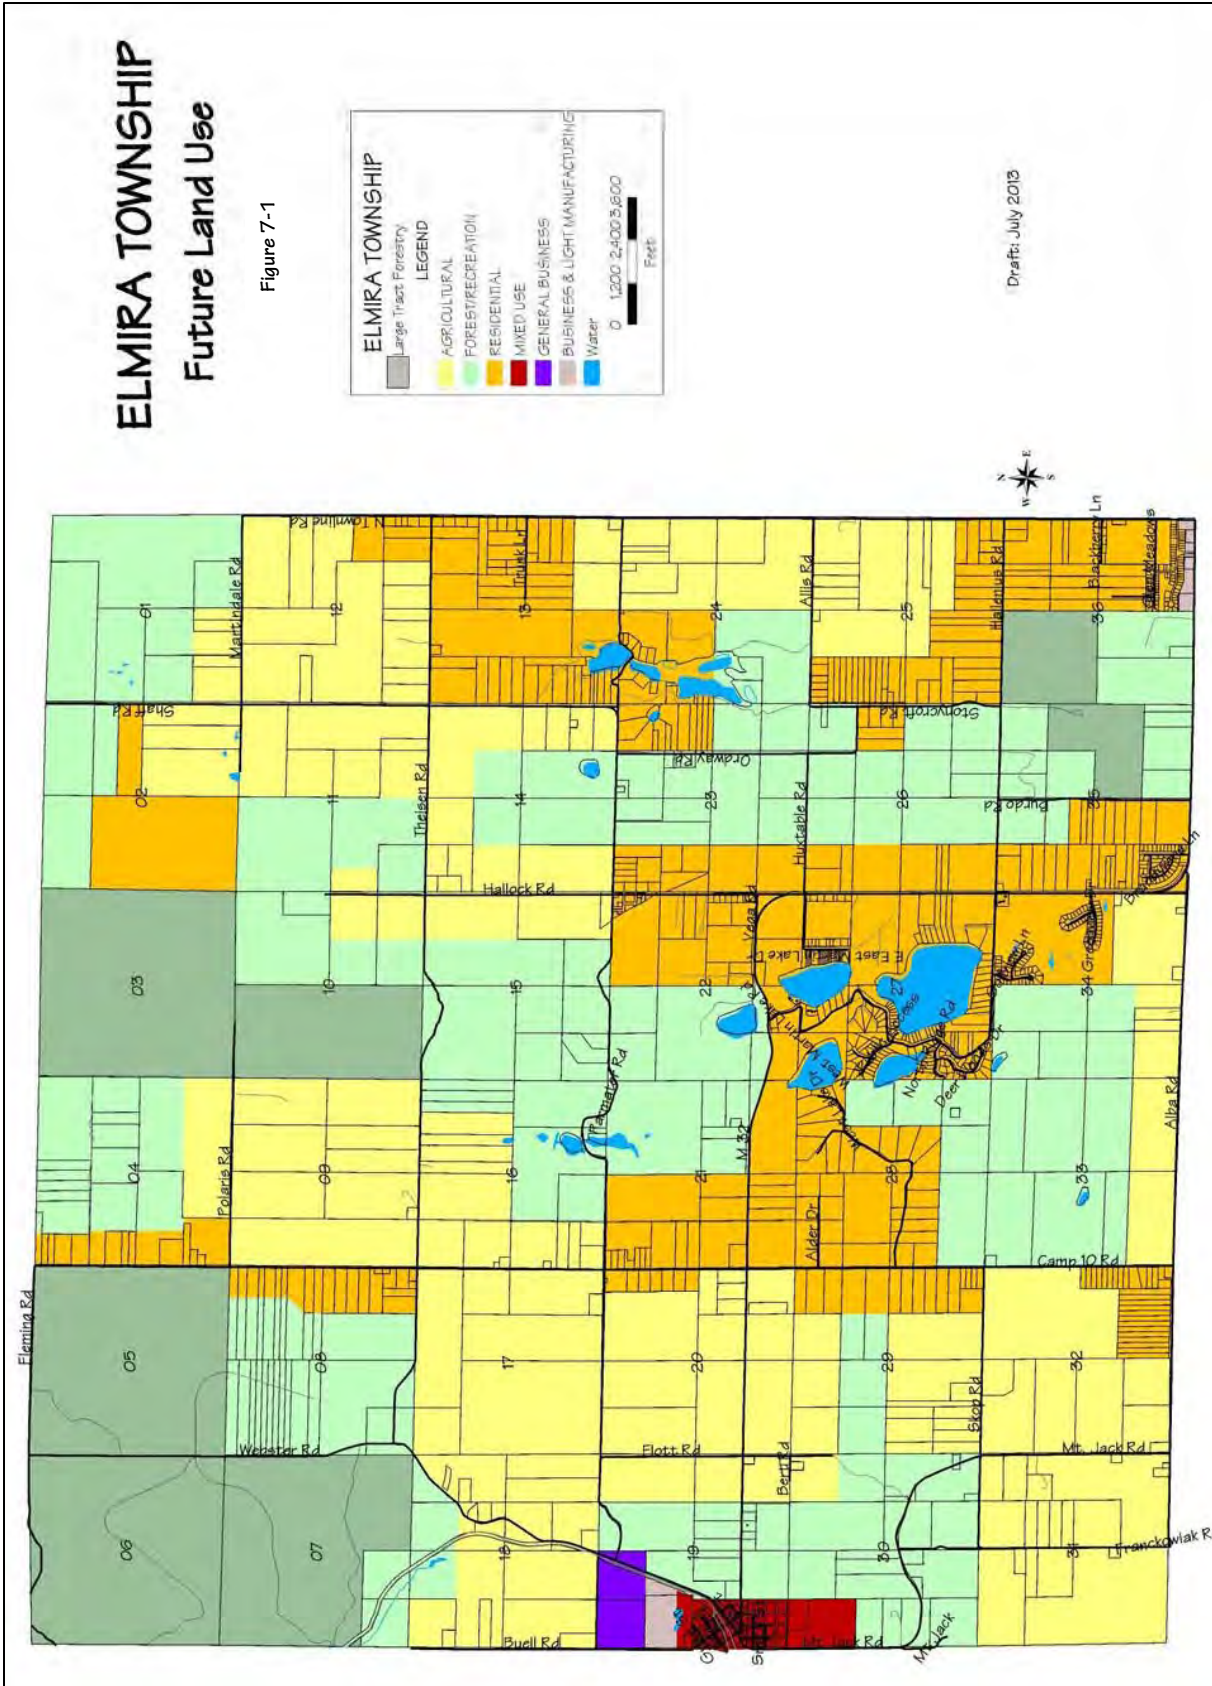 ELMIRA TOWNSHIP
Future Land Use
Figure 7-1
ELMIRA TOWNSHIP
Large Tract Forestry
LEGEND
AGRICULTURAL
FOREST/RECREATION
RESIDENTIAL
MIXED USE
GENERAL BUSINESS
BUSINESS & LIGHT MANUFACTURING
Water
0 1,200 2,400 3,600
Feet
Draft: July 2013
N
W E
S
Fleming Rd
06
05
04
03
02
01
Shaff Rd
Martindale Rd
N Townline Rd
Webster Rd
Polaris Rd
07
08
09
10
11
12
Theisen Rd
Buell Rd
18
17
16
15
14
13
Hallock Rd
Trunk Ln
Parmater Rd
Flott Rd
19
20
21
22
23
24
M 32
Vega Rd
Ordway Rd
Bert Rd
Mt. Jack Rd
Alder Dr
E East Martin Lake Dr
Huxtable Rd
Allis Rd
30
29
28
27
26
25
Stonycroft Rd
Mt. Jack
Skop Rd
Deer
Burdo Rd
Hallenius Rd
Camp 10 Rd
31
32
33
34
35
36
Blackberry Ln
Mt. Jack Rd
Franckowiak R
Alba Rd